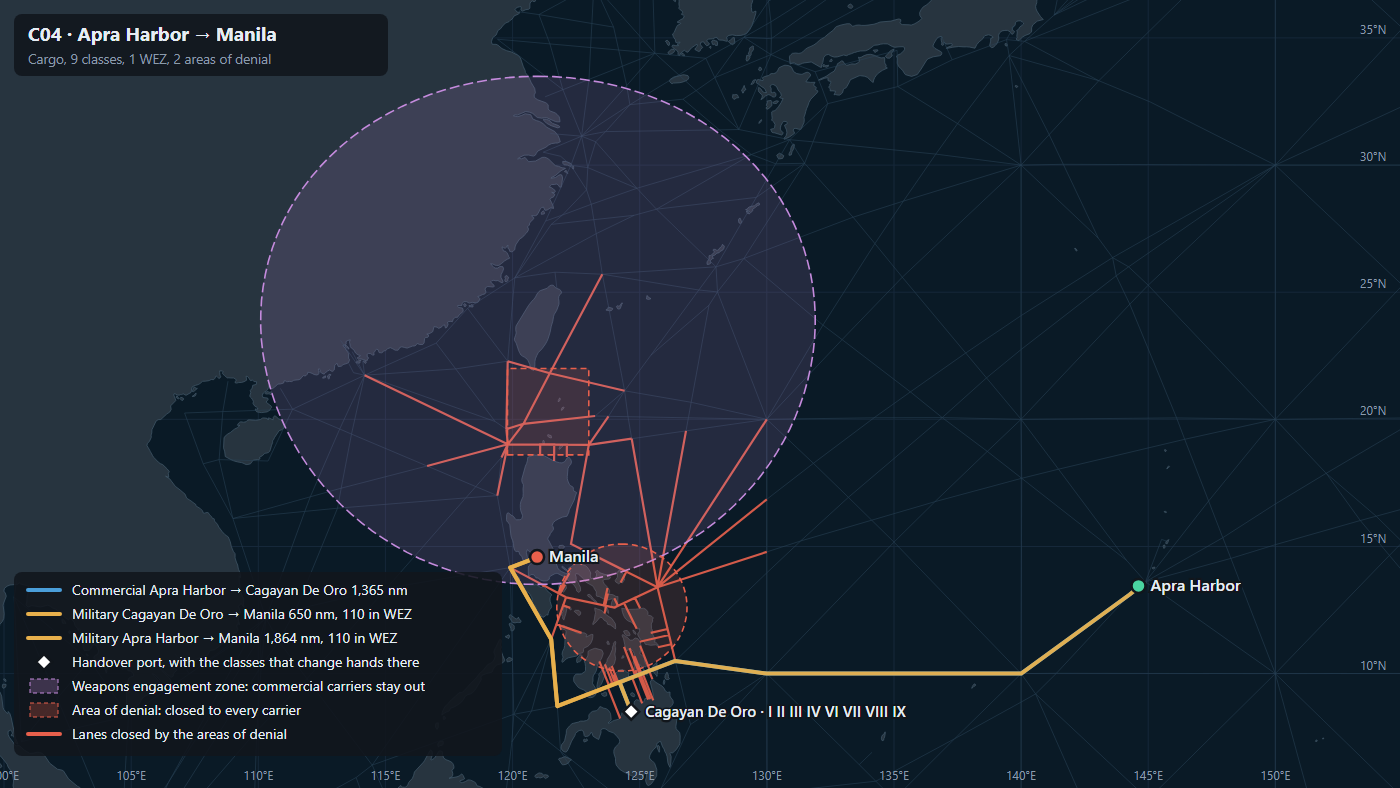 C04 · Apra Harbor → Manila
Cargo, 9 classes, 1 WEZ, 2 areas of denial
35°N
30°N
25°N
20°N
15°N
10°N
Manila
Apra Harbor
Cagayan De Oro · I II III IV VI VII VIII IX
Commercial Apra Harbor → Cagayan De Oro 1,365 nm
Military Cagayan De Oro → Manila 650 nm, 110 in WEZ
Military Apra Harbor → Manila 1,864 nm, 110 in WEZ
Handover port, with the classes that change hands there
Weapons engagement zone: commercial carriers stay out
Area of denial: closed to every carrier
Lanes closed by the areas of denial
00°E 105°E 110°E 115°E 120°E 125°E 130°E 135°E 140°E 145°E 150°E